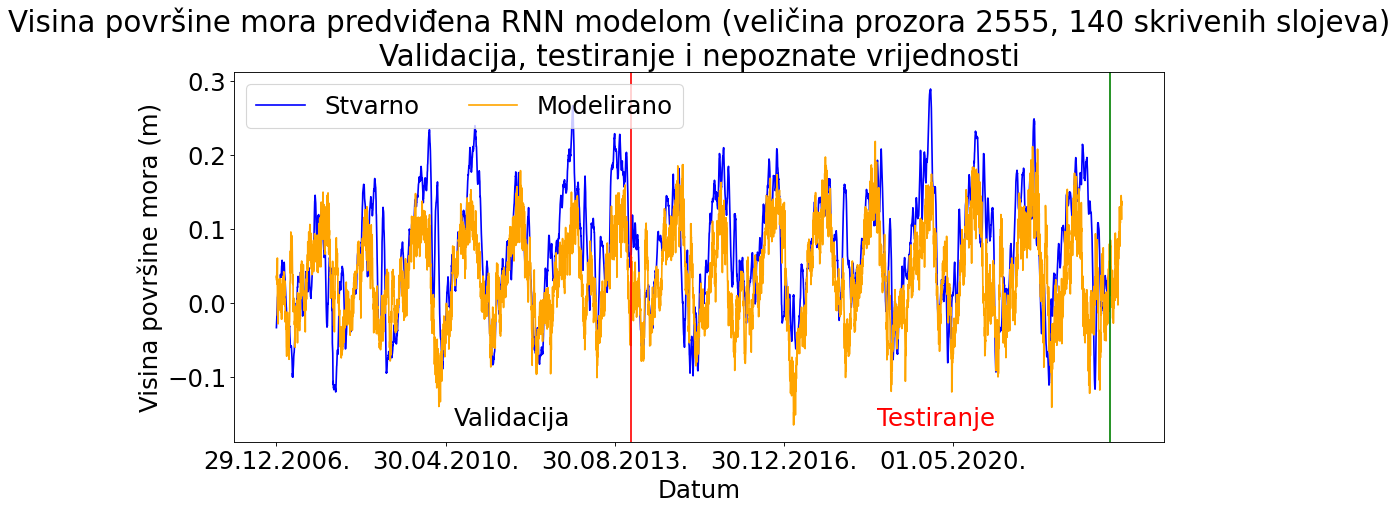 Visina površine mora predviđena RNN modelom (veličina prozora 2555, 140 skrivenih slojeva)
Validacija, testiranje i nepoznate vrijednosti
Stvarno Modelirano
0.3
0.2
0.1
0.0
−0.1
Visina površine mora (m)
Validacija Testiranje
29.12.2006. 30.04.2010. 30.08.2013. 30.12.2016. 01.05.2020.
Datum